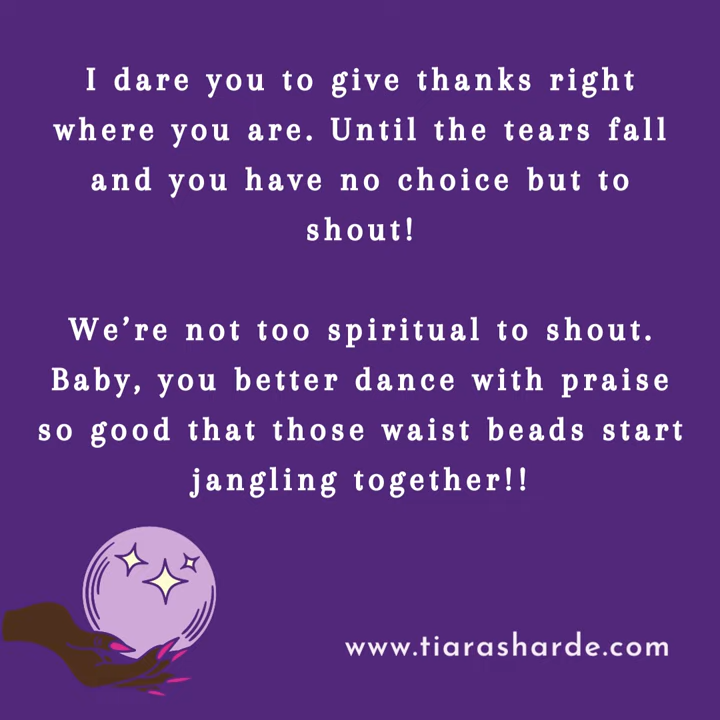 I dare you to give thanks right
where you are. Until the tears fall
and you have no choice but to
shout!
We’re not too spiritual to shout.
Baby, you better dance with praise
so good that those waist beads start
jangling together!!
www.tiarasharde.com